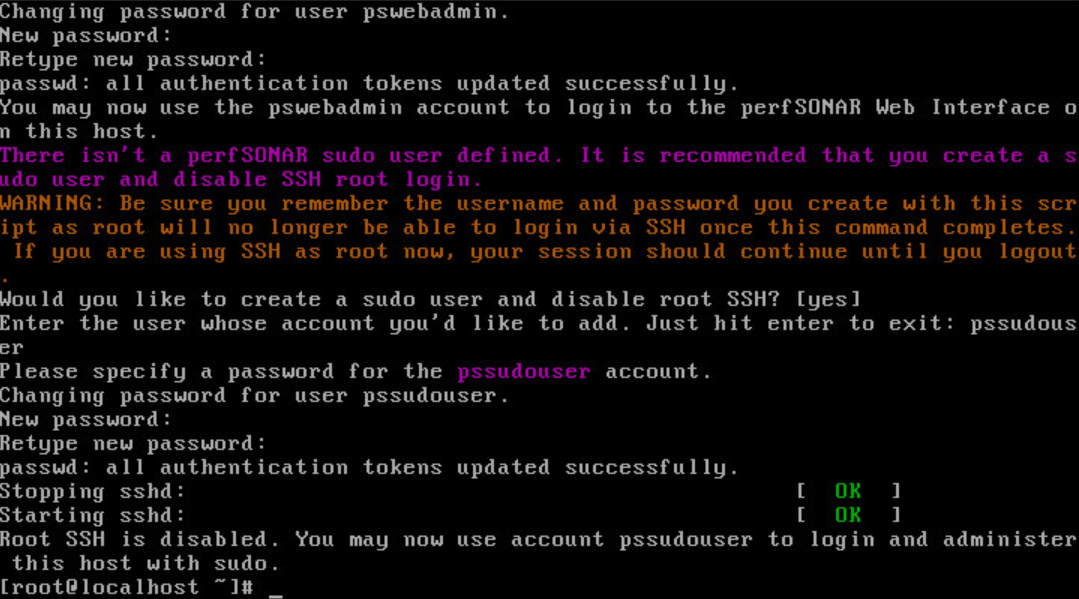 Changing password for user pswebadmin.
New password:
Retype new password:
passwd: all authentication tokens updated successfully.
You may now use the pswebadmin account to login to the perfSONAR Web Interface o
n this host.
There isn't a perfSONAR sudo user defined. It is recommended that you create a s
udo user and disable SSH root login.
WARNING: Be sure you remember the username and password you create with this scr
ipt as root will no longer be able to login via SSH once this command completes.
 If you are using SSH as root now, your session should continue until you logout
.
Would you like to create a sudo user and disable root SSH? [yes]
Enter the user whose account you'd like to add. Just hit enter to exit: pssudous
er
Please specify a password for the pssudouser account.
Changing password for user pssudouser.
New password:
Retype new password:
passwd: all authentication tokens updated successfully.
Stopping sshd: [ OK ]
Starting sshd: [ OK ]
Root SSH is disabled. You may now use account pssudouser to login and administer
 this host with sudo.
[root@localhost ~]# _